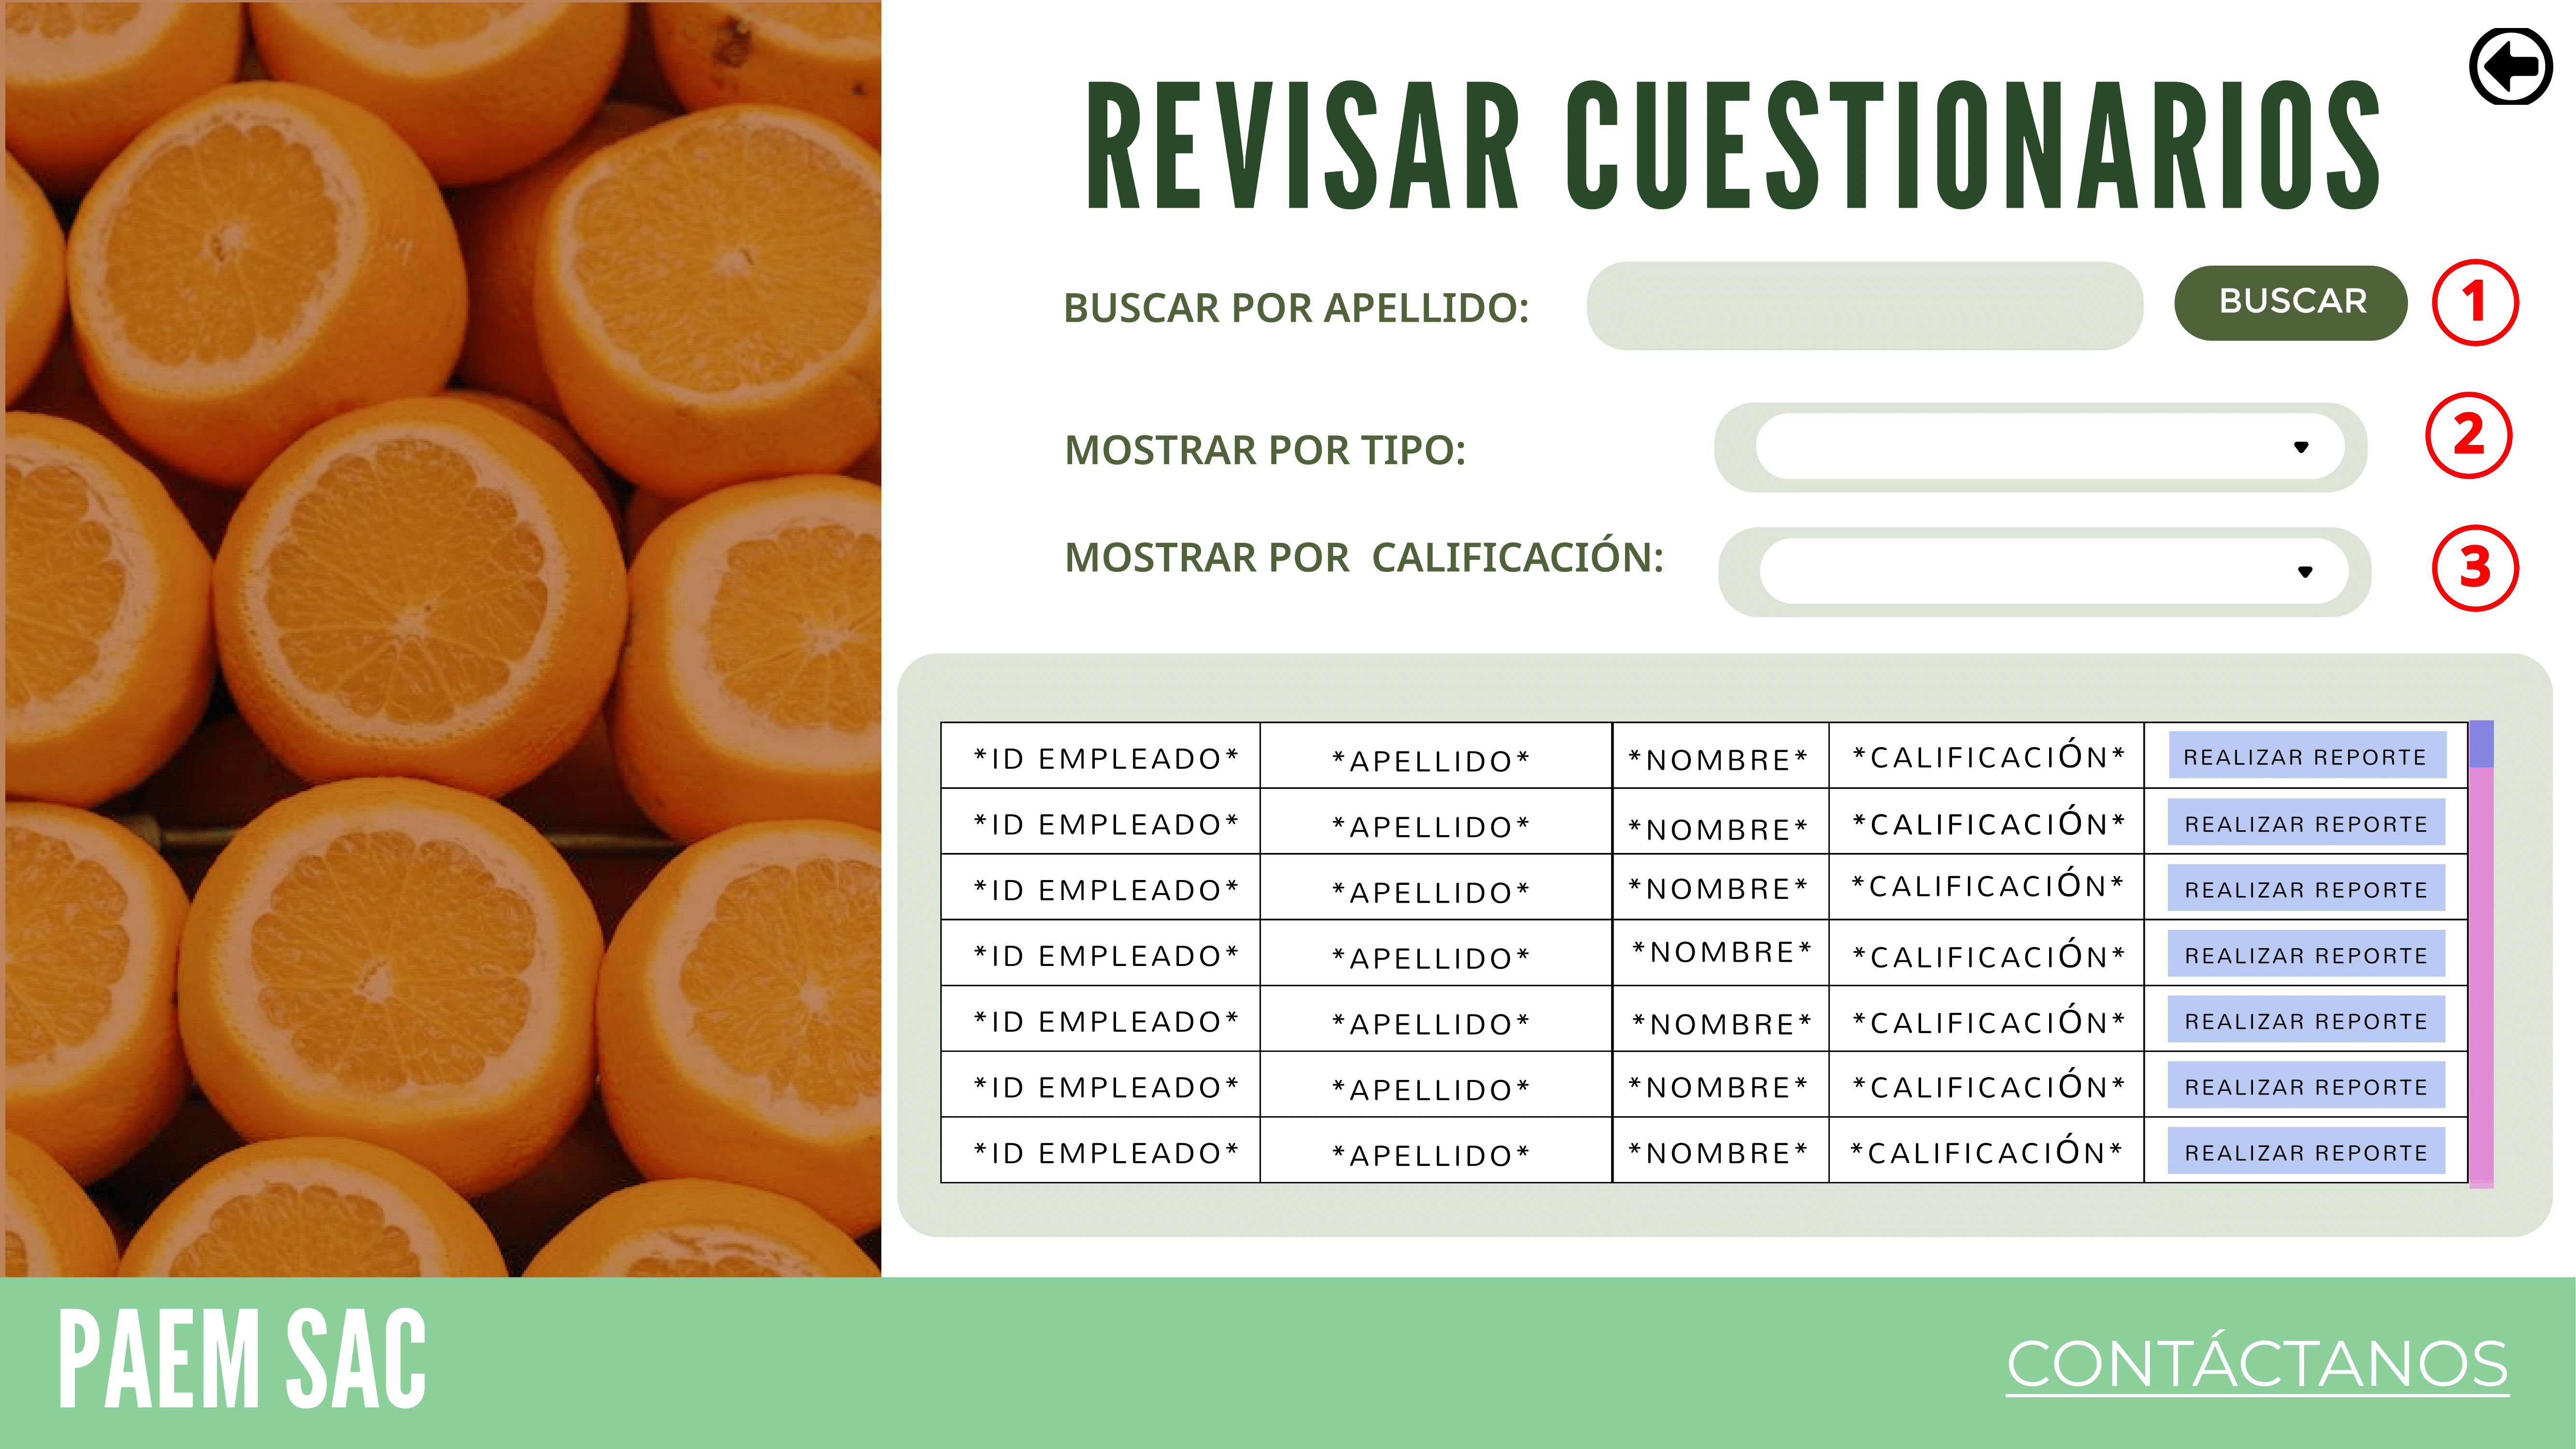 REVISAR CUESTIONARIOS
BUSCAR POR APELLIDO: BUSCAR 1
MOSTRAR POR TIPO: 2
MOSTRAR POR CALIFICACIÓN: 3
*ID EMPLEADO* *APELLIDO* *NOMBRE* *CALIFICACIÓN* REALIZAR REPORTE
*ID EMPLEADO* *APELLIDO* *NOMBRE* *CALIFICACIÓN* REALIZAR REPORTE
*ID EMPLEADO* *APELLIDO* *NOMBRE* *CALIFICACIÓN* REALIZAR REPORTE
*ID EMPLEADO* *APELLIDO* *NOMBRE* *CALIFICACIÓN* REALIZAR REPORTE
*ID EMPLEADO* *APELLIDO* *NOMBRE* *CALIFICACIÓN* REALIZAR REPORTE
*ID EMPLEADO* *APELLIDO* *NOMBRE* *CALIFICACIÓN* REALIZAR REPORTE
*ID EMPLEADO* *APELLIDO* *NOMBRE* *CALIFICACIÓN* REALIZAR REPORTE
PAEM SAC CONTÁCTANOS